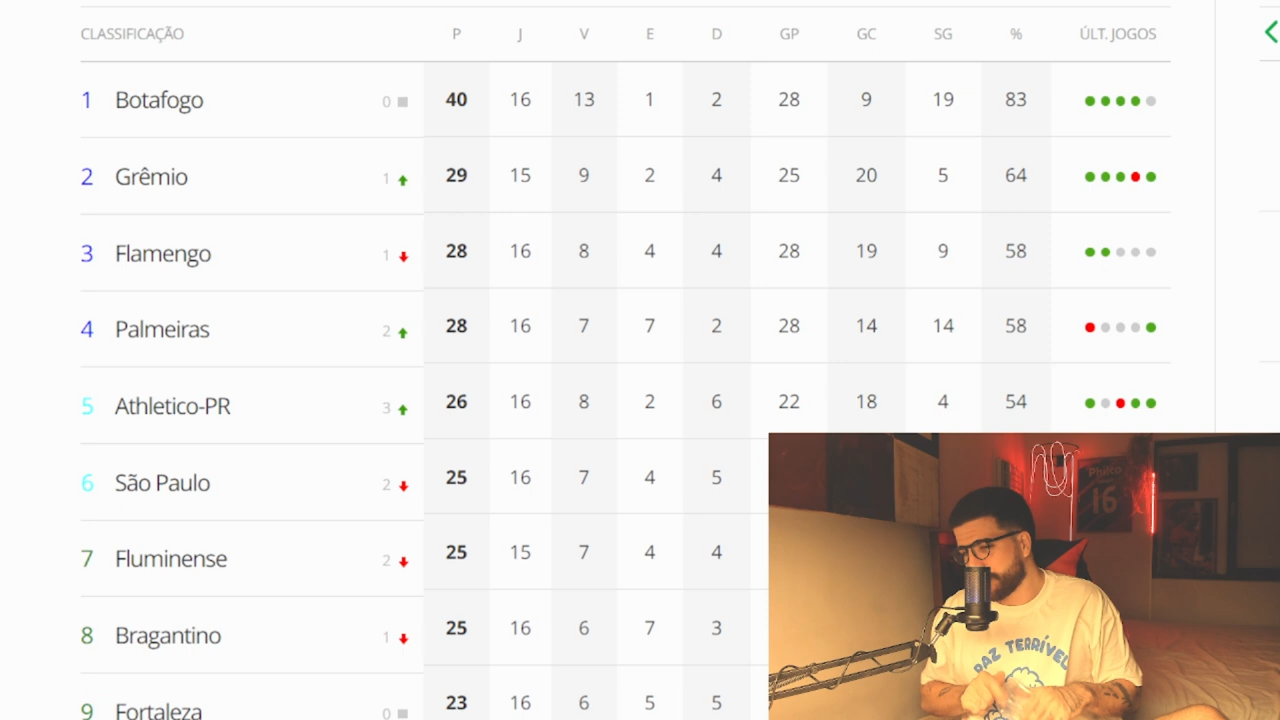 CLASSIFICAÇÃO P J V E D GP GC SG % ÚLT. JOGOS
1 Botafogo 0 40 16 13 1 2 28 9 19 83
2 Grêmio 1 29 15 9 2 4 25 20 5 64
3 Flamengo 1 28 16 8 4 4 28 19 9 58
4 Palmeiras 2 28 16 7 7 2 28 14 14 58
5 Athletico-PR 3 26 16 8 2 6 22 18 4 54
6 São Paulo 2 25 16 7 4 5
7 Fluminense 2 25 15 7 4 4
8 Bragantino 1 25 16 6 7 3
9 Fortaleza 0 23 16 6 5 5
Philco
16
PAZ TERRÍVEL